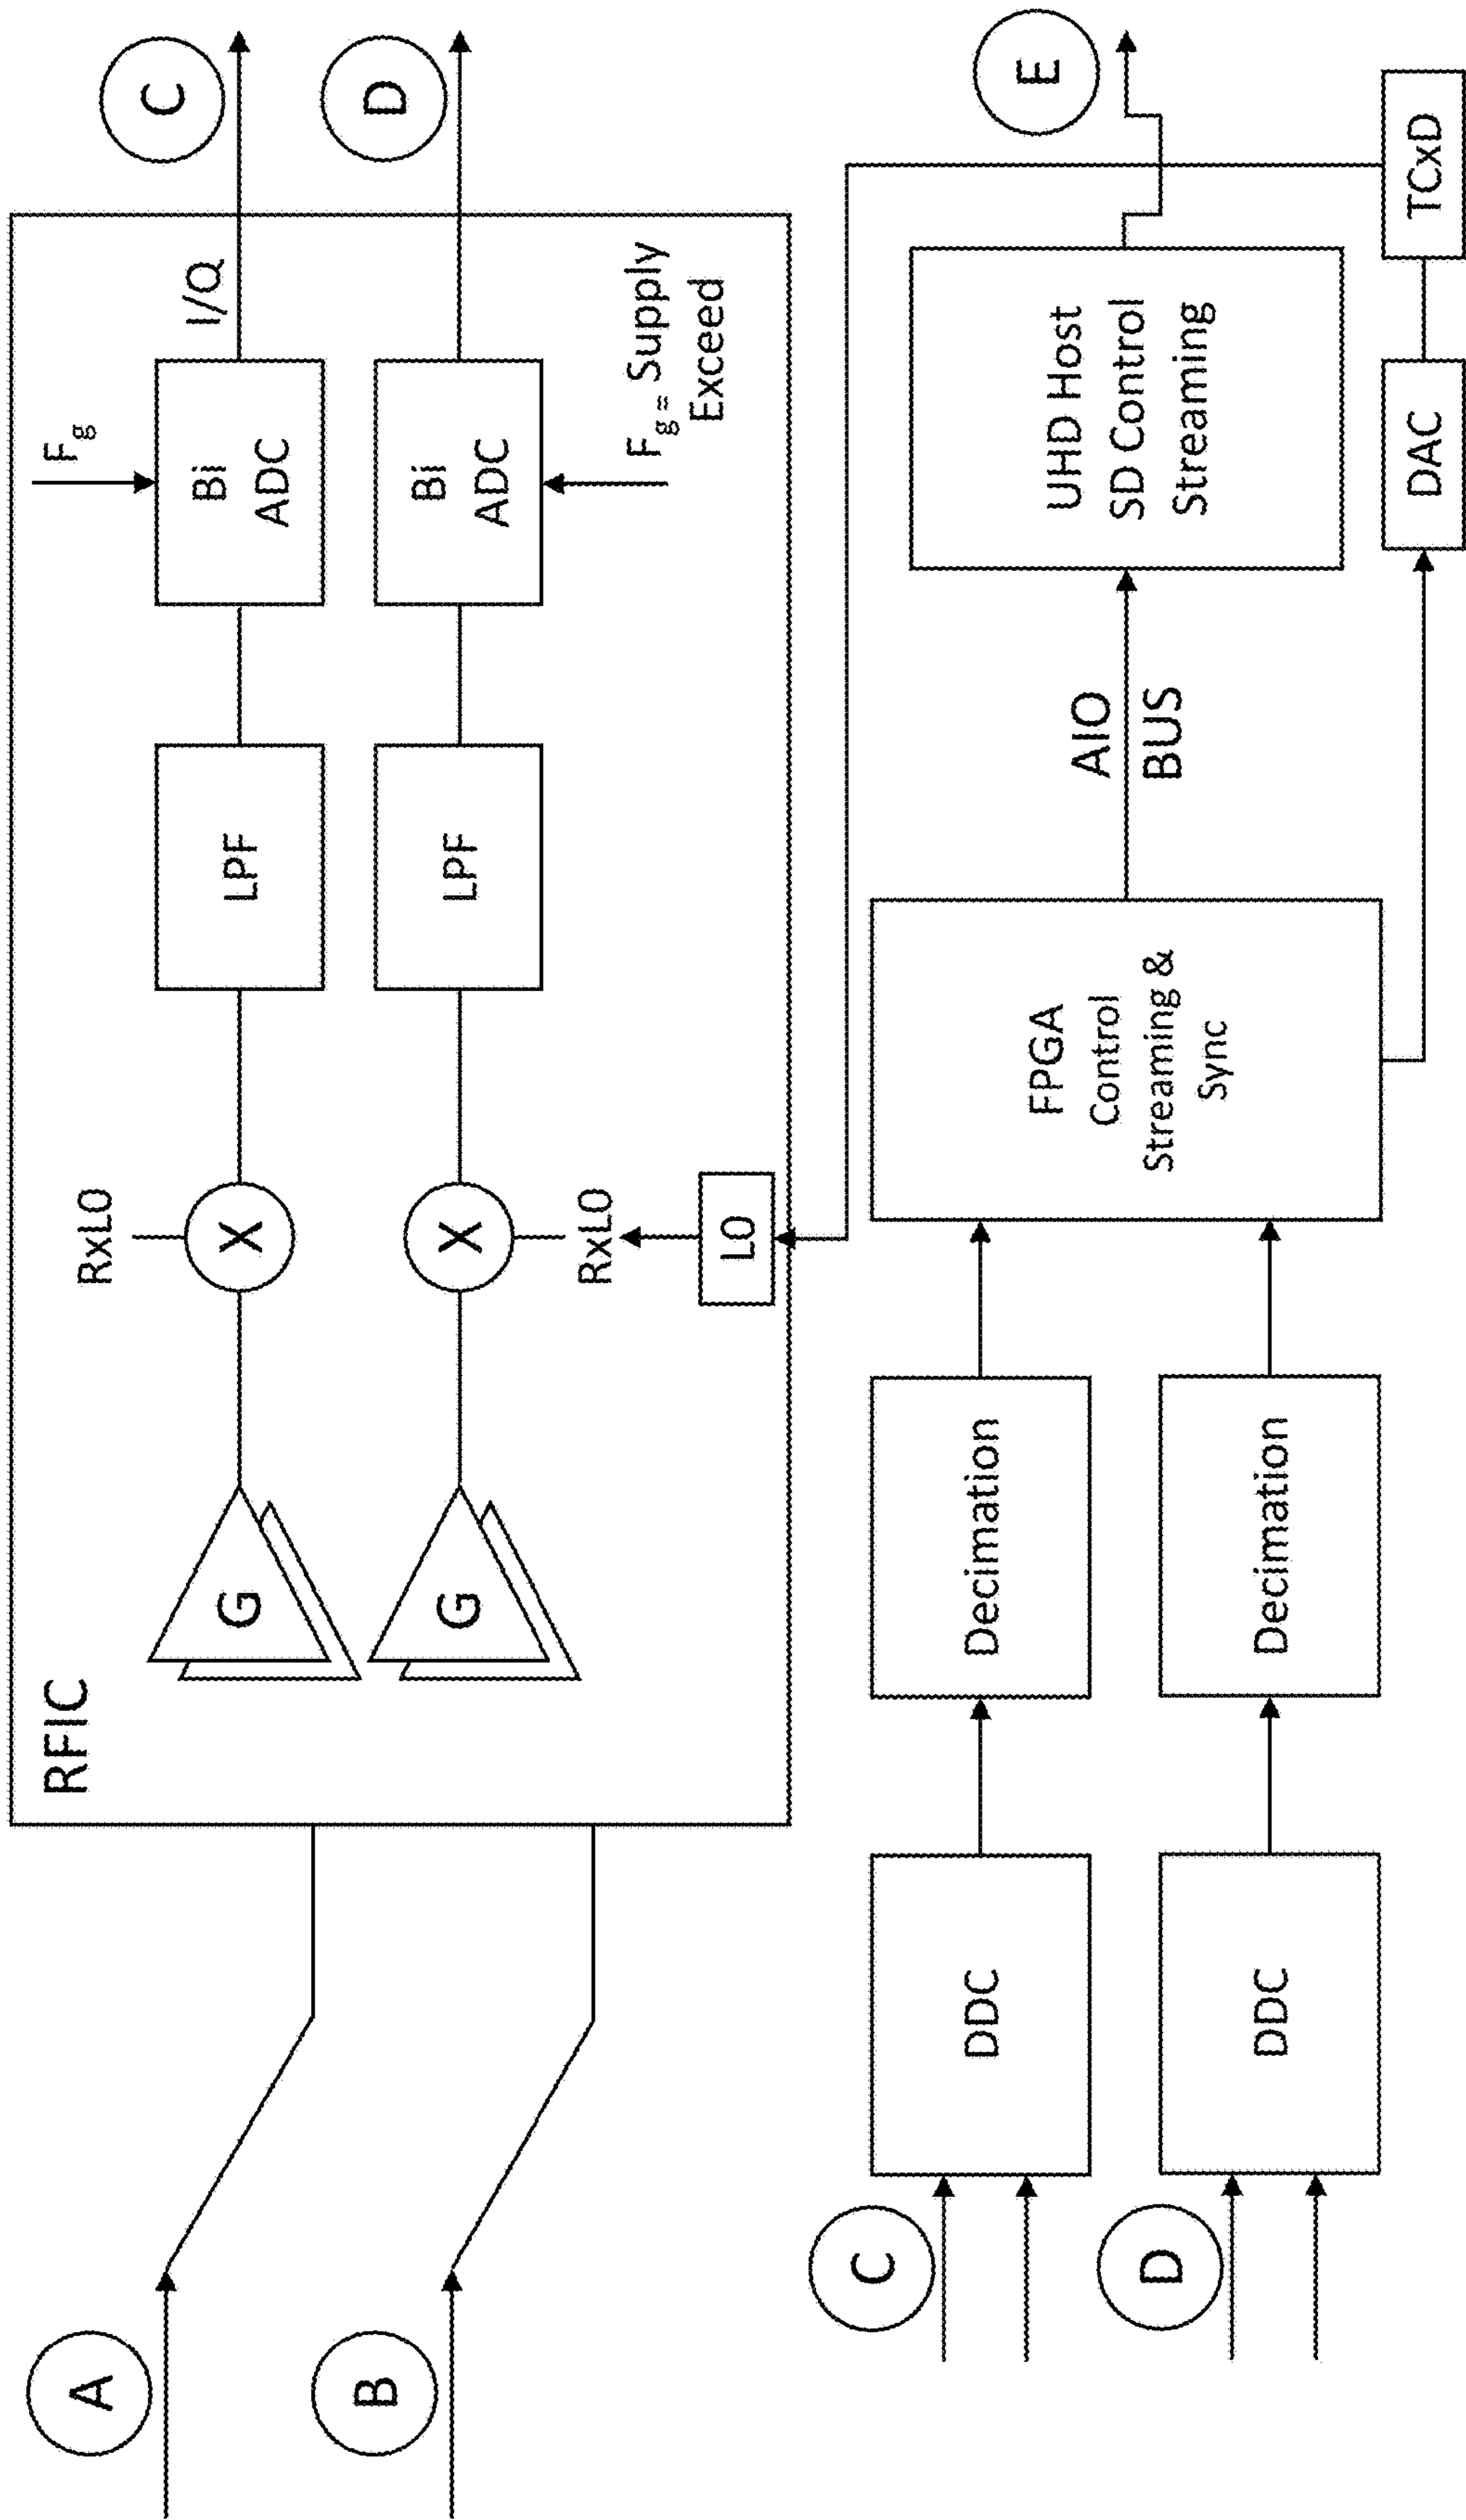 A
B
RFIC
G
G
RxLO
X
X
RxLO
LO
LPF
LPF
Fg
Bi
ADC
Bi
ADC
Fg= Supply
Exceed
I/Q
C
D
C
D
DDC
DDC
Decimation
Decimation
FPGA
Control
Streaming &
Sync
AIO
BUS
UHD Host
SD Control
Streaming
DAC
TCxD
E